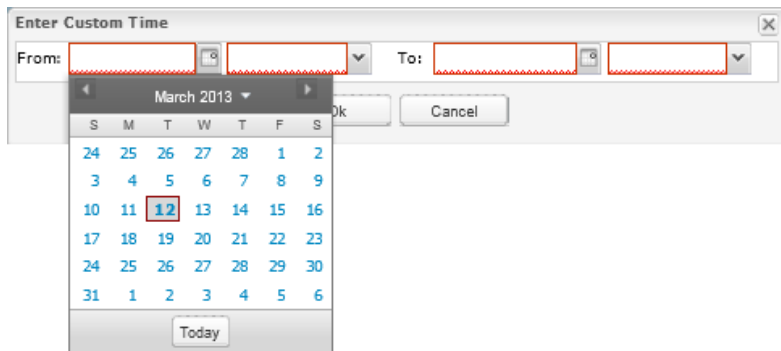 Enter Custom Time
From: To:
March 2013
Ok Cancel
S M T W T F S
24 25 26 27 28 1 2
3 4 5 6 7 8 9
10 11 12 13 14 15 16
17 18 19 20 21 22 23
24 25 26 27 28 29 30
31 1 2 3 4 5 6
Today